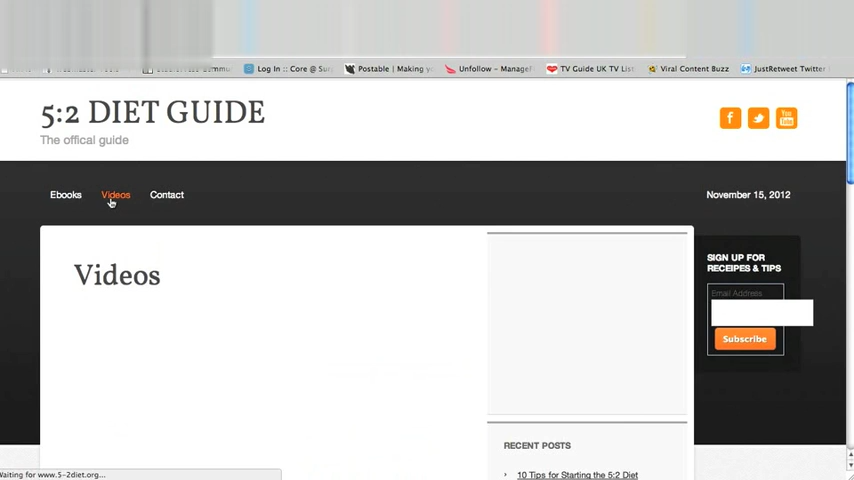 Log In :: Core @ Su
Postable | Making y
Unfollow – Manage
TV Guide UK TV List
Viral Content Buzz
JustRetweet Twitter
5:2 DIET GUIDE
The offical guide
You
Tube
Ebooks
Videos
Contact
November 15, 2012
Videos
SIGN UP FOR
RECEIPES & TIPS
Email Address
Subscribe
RECENT POSTS
10 Tips for Starting the 5:2 Diet
Waiting for www.5-2diet.org...